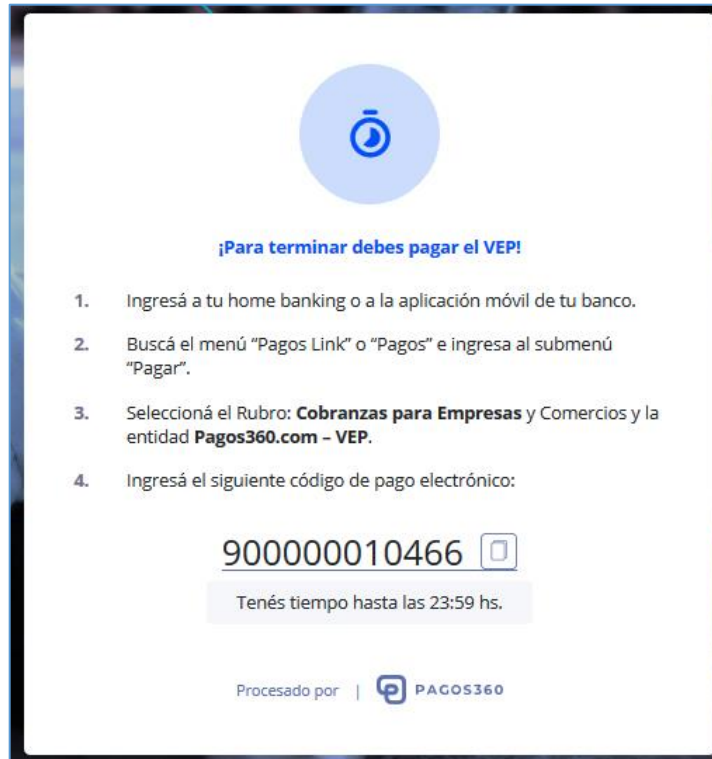 ¡Para terminar debes pagar el VEP!
1. Ingresá a tu home banking o a la aplicación móvil de tu banco.
2. Buscá el menú “Pagos Link” o “Pagos” e ingresa al submenú
“Pagar”.
3. Seleccioná el Rubro: Cobranzas para Empresas y Comercios y la
entidad Pagos360.com – VEP.
4. Ingresá el siguiente código de pago electrónico:
900000010466
Tenés tiempo hasta las 23:59 hs.
Procesado por | PAGOS360